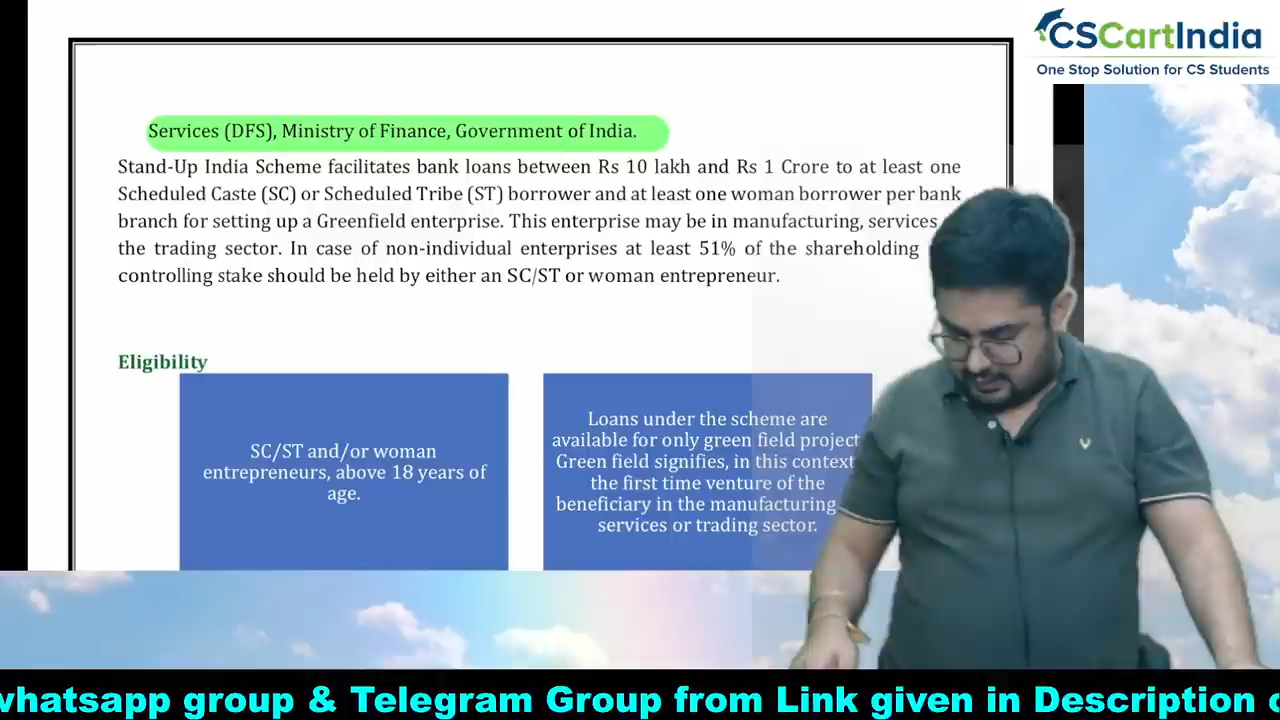 CSCartIndia
One Stop Solution for CS Students
Services (DFS), Ministry of Finance, Government of India.
Stand-Up India Scheme facilitates bank loans between Rs 10 lakh and Rs 1 Crore to at least one
Scheduled Caste (SC) or Scheduled Tribe (ST) borrower and at least one woman borrower per bank
branch for setting up a Greenfield enterprise. This enterprise may be in manufacturing, services
the trading sector. In case of non-individual enterprises at least 51% of the shareholding
controlling stake should be held by either an SC/ST or woman entrepreneur.
Eligibility
SC/ST and/or woman
entrepreneurs, above 18 years of
age.
Loans under the scheme are
available for only green field project
Green field signifies, in this context
the first time venture of the
beneficiary in the manufacturing
services or trading sector.
whatsapp group & Telegram Group from Link given in Description